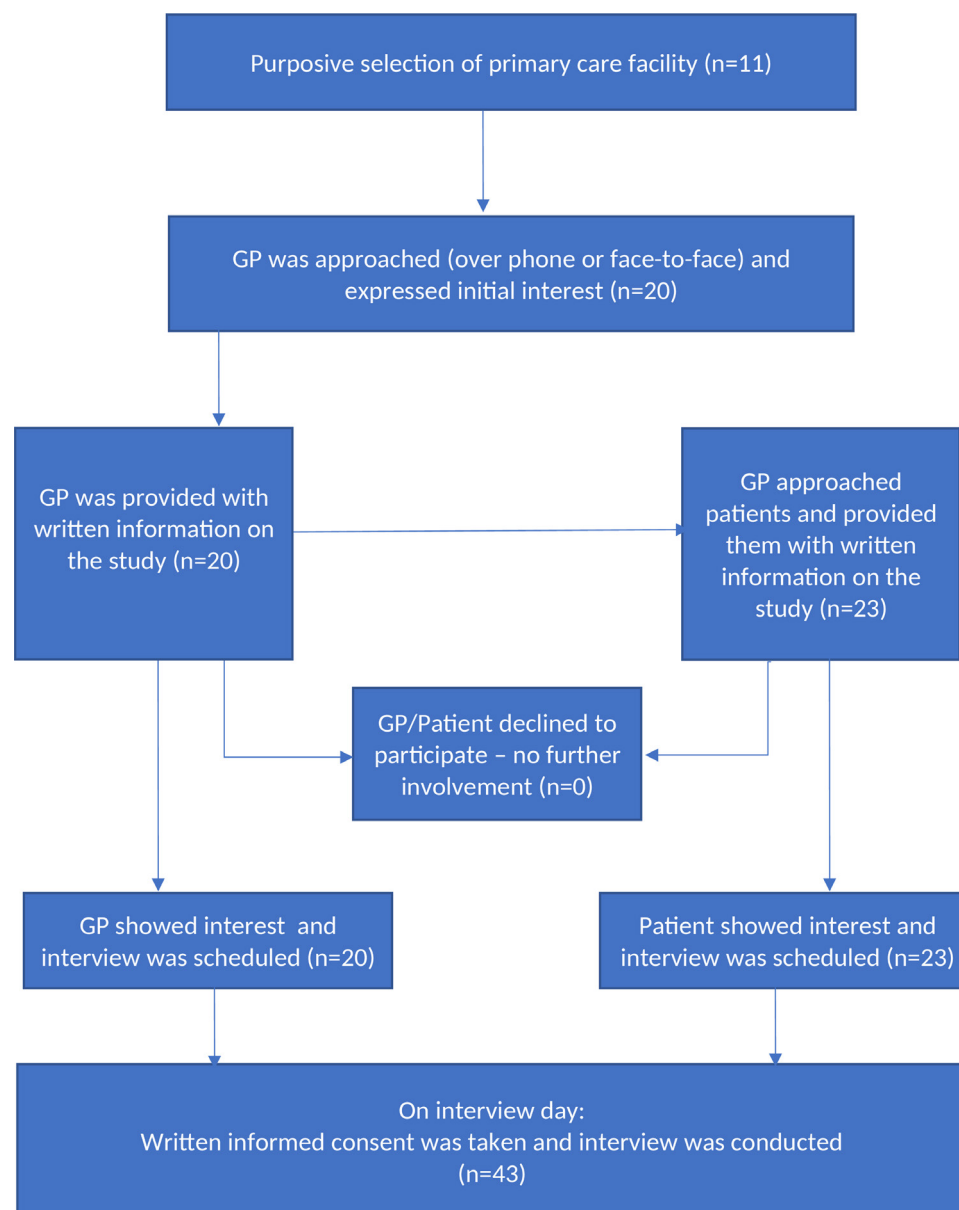 Purposive selection of primary care facility (n=11)
GP was approached (over phone or face-to-face) and
expressed initial interest (n=20)
GP was provided with
written information on
the study (n=20)
GP approached
patients and provided
them with written
information on the
study (n=23)
GP/Patient declined to
participate – no further
involvement (n=0)
GP showed interest  and
interview was scheduled (n=20)
Patient showed interest and
interview was scheduled (n=23)
On interview day:
Written informed consent was taken and interview was conducted
(n=43)